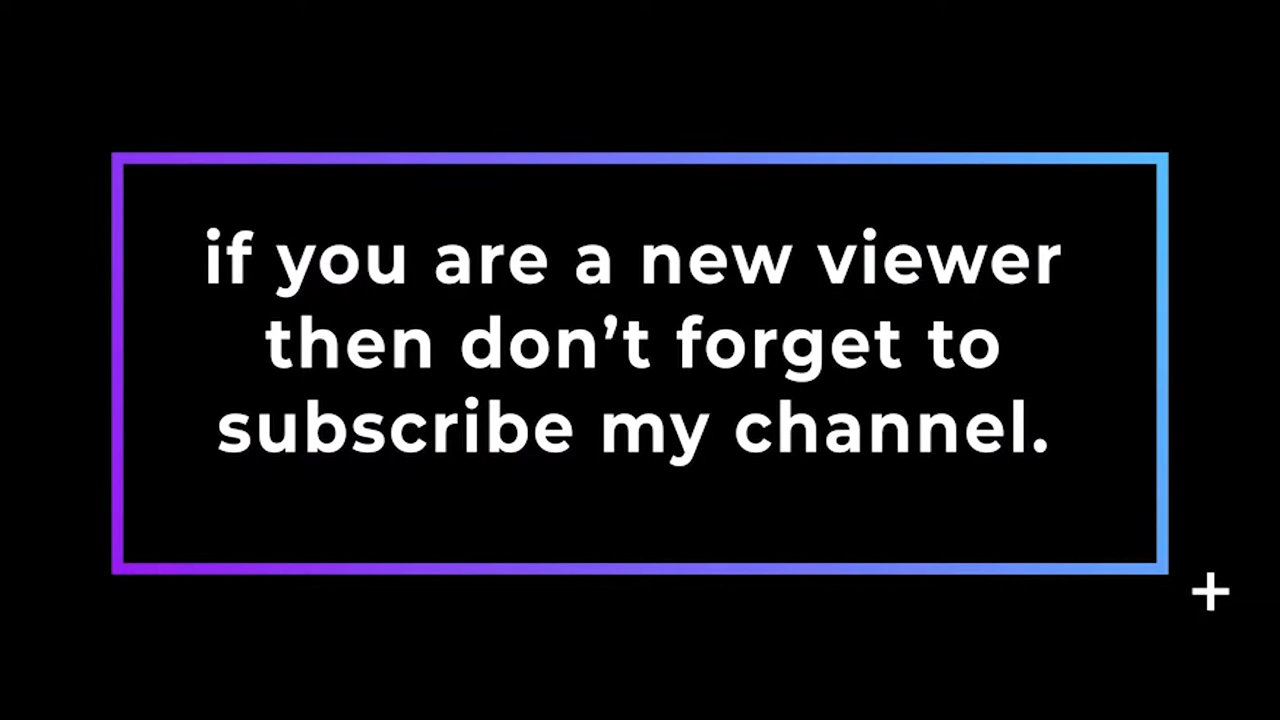 if you are a new viewer
then don’t forget to
subscribe my channel.